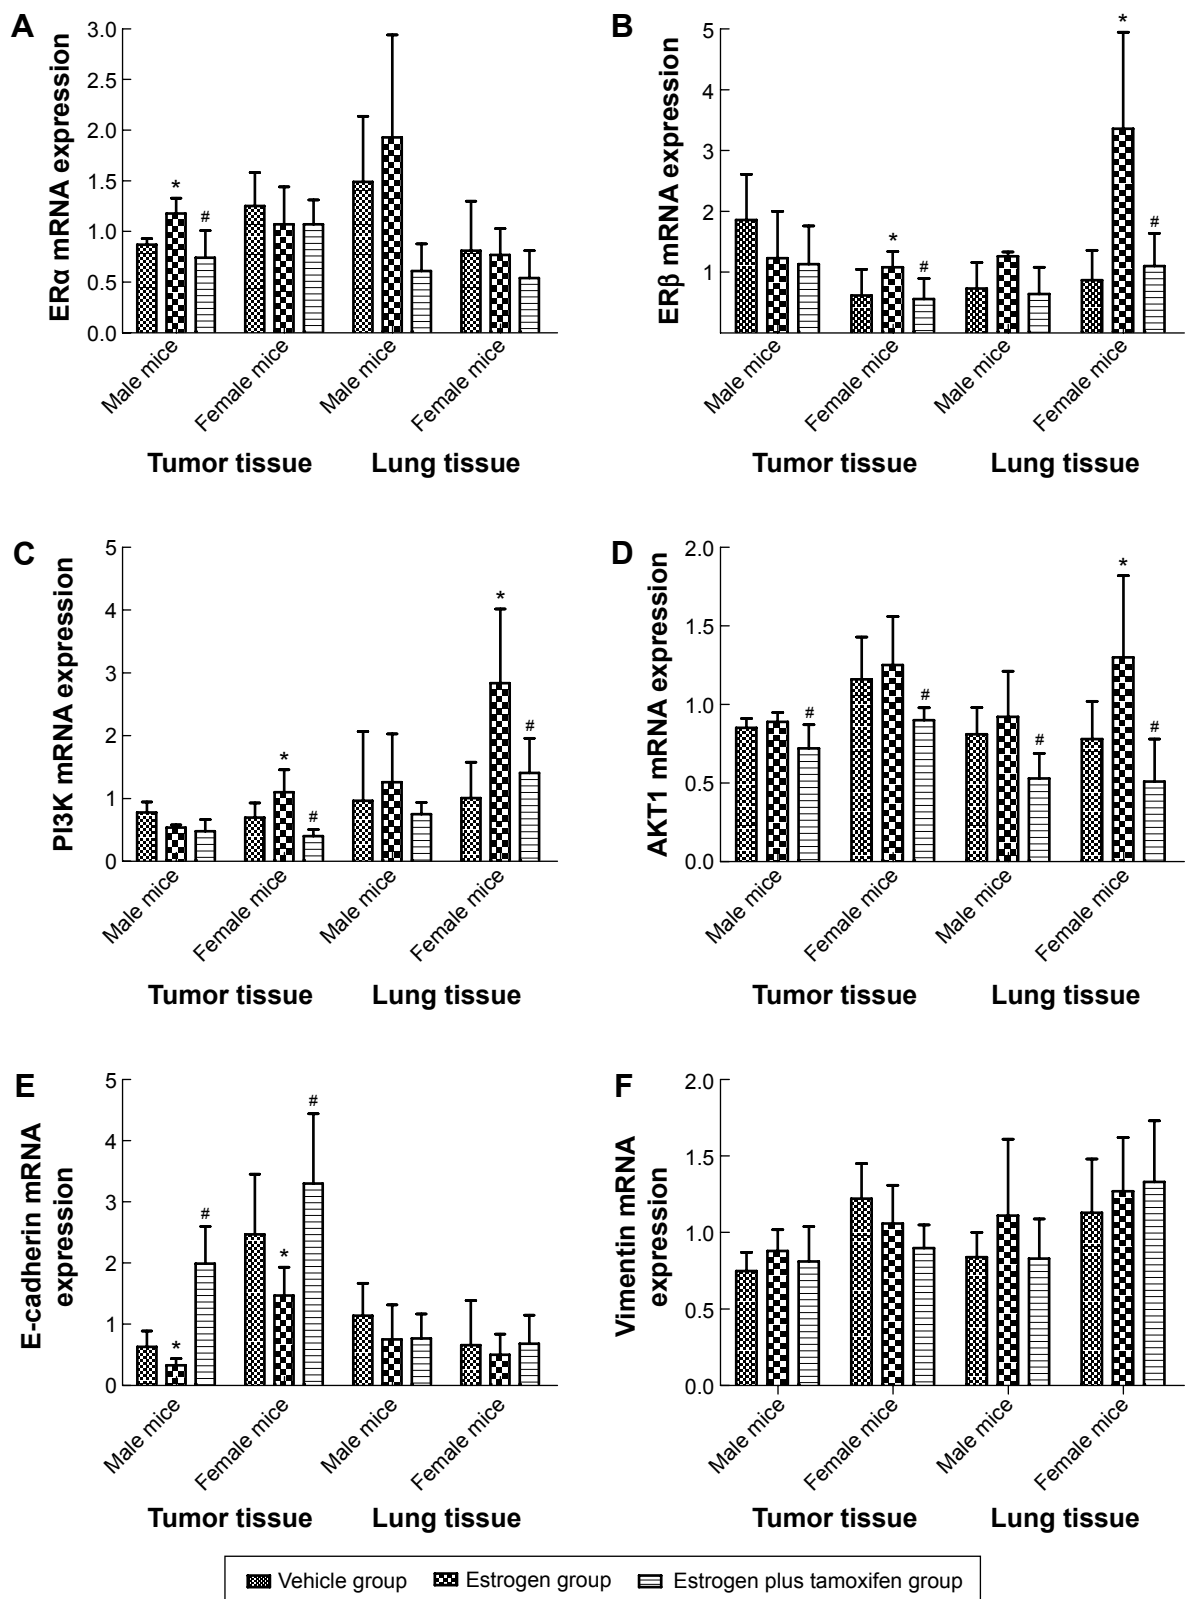 A
ERα mRNA expression
3.0
2.5
2.0
1.5
1.0
0.5
0.0
*
#
Male mice
Female mice
Male mice
Female mice
Tumor tissue
Lung tissue
B
ERβ mRNA expression
5
4
3
2
1
*
#
*
#
Male mice
Female mice
Male mice
Female mice
Tumor tissue
Lung tissue
C
PI3K mRNA expression
5
4
3
2
1
0
*
#
*
#
Male mice
Female mice
Male mice
Female mice
Tumor tissue
Lung tissue
D
AKT1 mRNA expression
2.0
1.5
1.0
0.5
0.0
#
#
#
*
#
Male mice
Female mice
Male mice
Female mice
Tumor tissue
Lung tissue
E
E-cadherin mRNA
expression
5
4
3
2
1
0
*
#
*
#
Male mice
Female mice
Male mice
Female mice
Tumor tissue
Lung tissue
F
Vimentin mRNA
expression
2.0
1.5
1.0
0.5
0.0
Male mice
Female mice
Male mice
Female mice
Tumor tissue
Lung tissue
Vehicle group
Estrogen group
Estrogen plus tamoxifen group